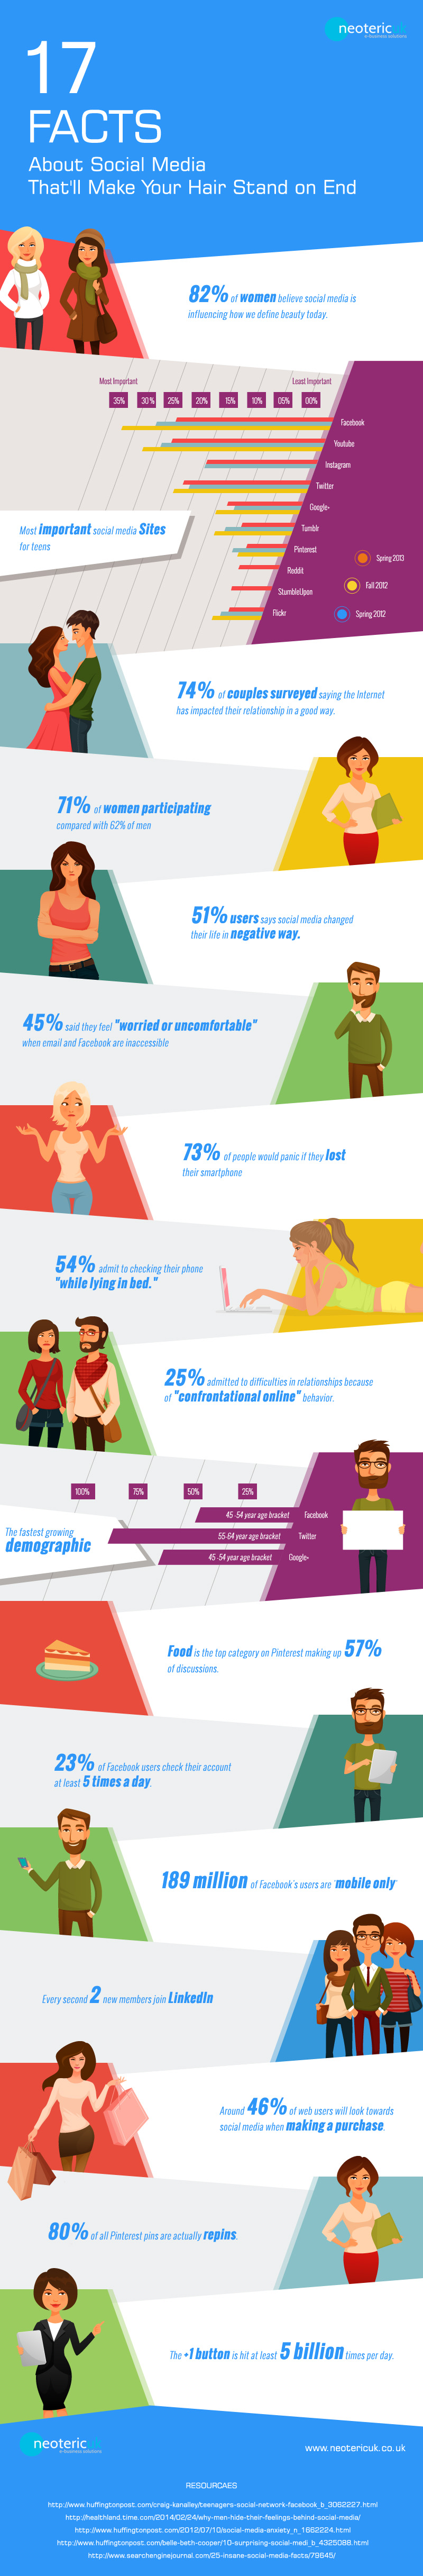 neoteric uk
e-business solutions
17
FACTS
About Social Media
That'll Make Your Hair Stand on End
82% of women believe social media is
influencing how we define beauty today.
Most Important
Least Important
35% 30 % 25% 20% 15% 10% 05% 00%
Facebook
Youtube
Instagram
Twitter
Google+
Tumblr
Pinterest
Reddit
StumbleUpon
Flickr
Most important social media Sites
for teens
Spring 2013
Fall 2012
Spring 2012
74% of couples surveyed saying the Internet
has impacted their relationship in a good way.
71% of women participating
compared with 62% of men
51% users says social media changed
their life in negative way.
45% said they feel "worried or uncomfortable"
when email and Facebook are inaccessible
73% of people would panic if they lost
their smartphone
54% admit to checking their phone
"while lying in bed."
25% admitted to difficulties in relationships because
of "confrontational online" behavior.
100% 75% 50% 25%
45 -54 year age bracket Facebook
55-64 year age bracket Twitter
45 -54 year age bracket Google+
The fastest growing
demographic
Food is the top category on Pinterest making up 57%
of discussions.
23% of Facebook users check their account
at least 5 times a day.
189 million of Facebook's users are 'mobile only'
Every second 2 new members join LinkedIn
Around 46% of web users will look towards
social media when making a purchase.
80% of all Pinterest pins are actually repins.
The +1 button is hit at least 5 billion times per day.
neoteric uk
e-business solutions
www.neotericuk.co.uk
RESOURCAES
http://www.huffingtonpost.com/craig-kanalley/teenagers-social-network-facebook_b_3062227.html
http://healthland.time.com/2014/02/24/why-men-hide-their-feelings-behind-social-media/
http://www.huffingtonpost.com/2012/07/10/social-media-anxiety_n_1662224.html
http://www.huffingtonpost.com/belle-beth-cooper/10-surprising-social-medi_b_4325088.html
http://www.searchenginejournal.com/25-insane-social-media-facts/79645/